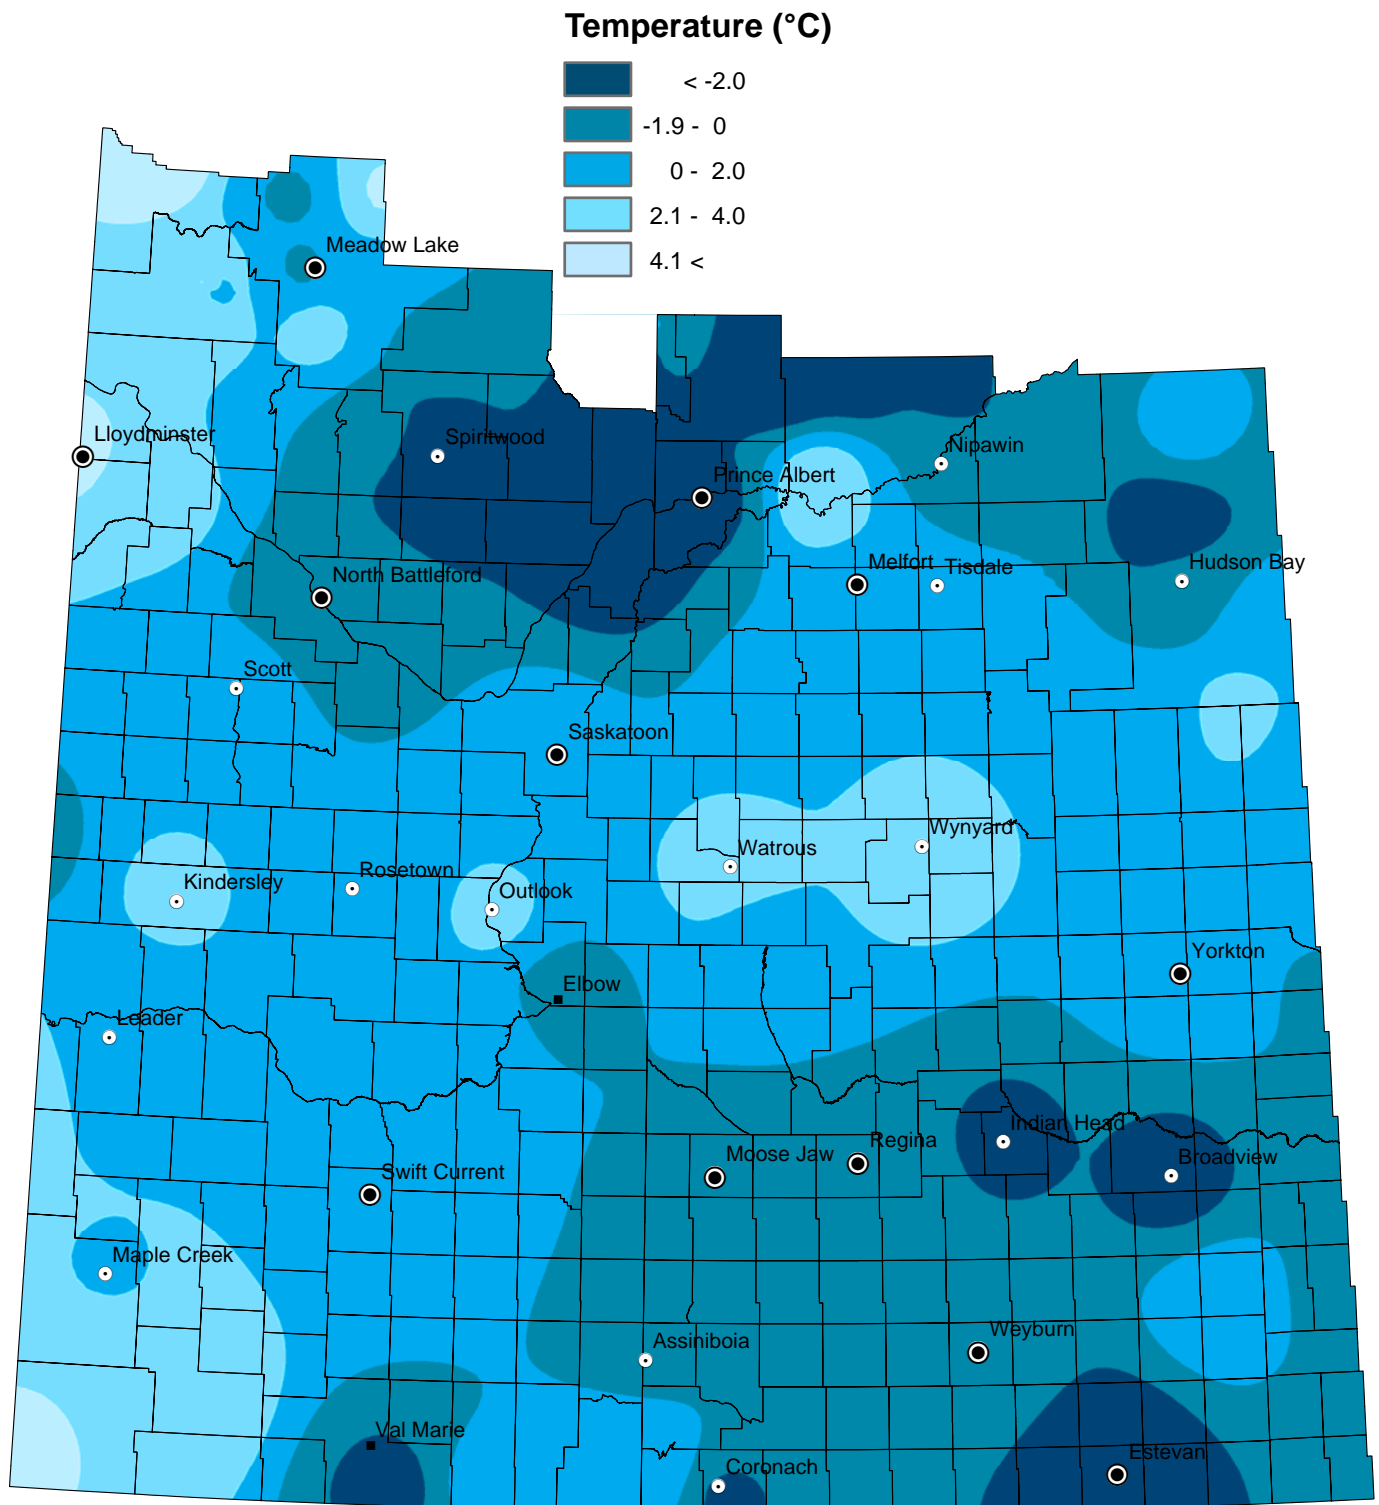 Temperature (°C)
< -2.0
-1.9 - 0
0 - 2.0
2.1 - 4.0
4.1 <
Meadow Lake
Lloydminster
Spiritwood
Nipawin
Prince Albert
Hudson Bay
Melfort
Tisdale
North Battleford
Scott
Saskatoon
Wynyard
Watrous
Rosetown
Kindersley
Outlook
Yorkton
Elbow
Leader
Indian Head
Regina
Moose Jaw
Broadview
Swift Current
Maple Creek
Weyburn
Assiniboia
Val Marie
Estevan
Coronach